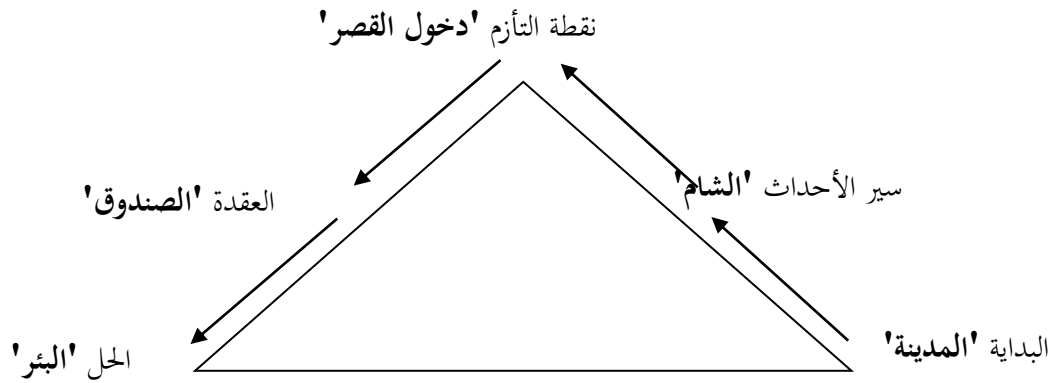 نقطة التأزم 'دخول القصر'
سير الأحداث 'الشام'
العقدة 'الصندوق'
البداية 'المدينة'
الحل 'البئر'